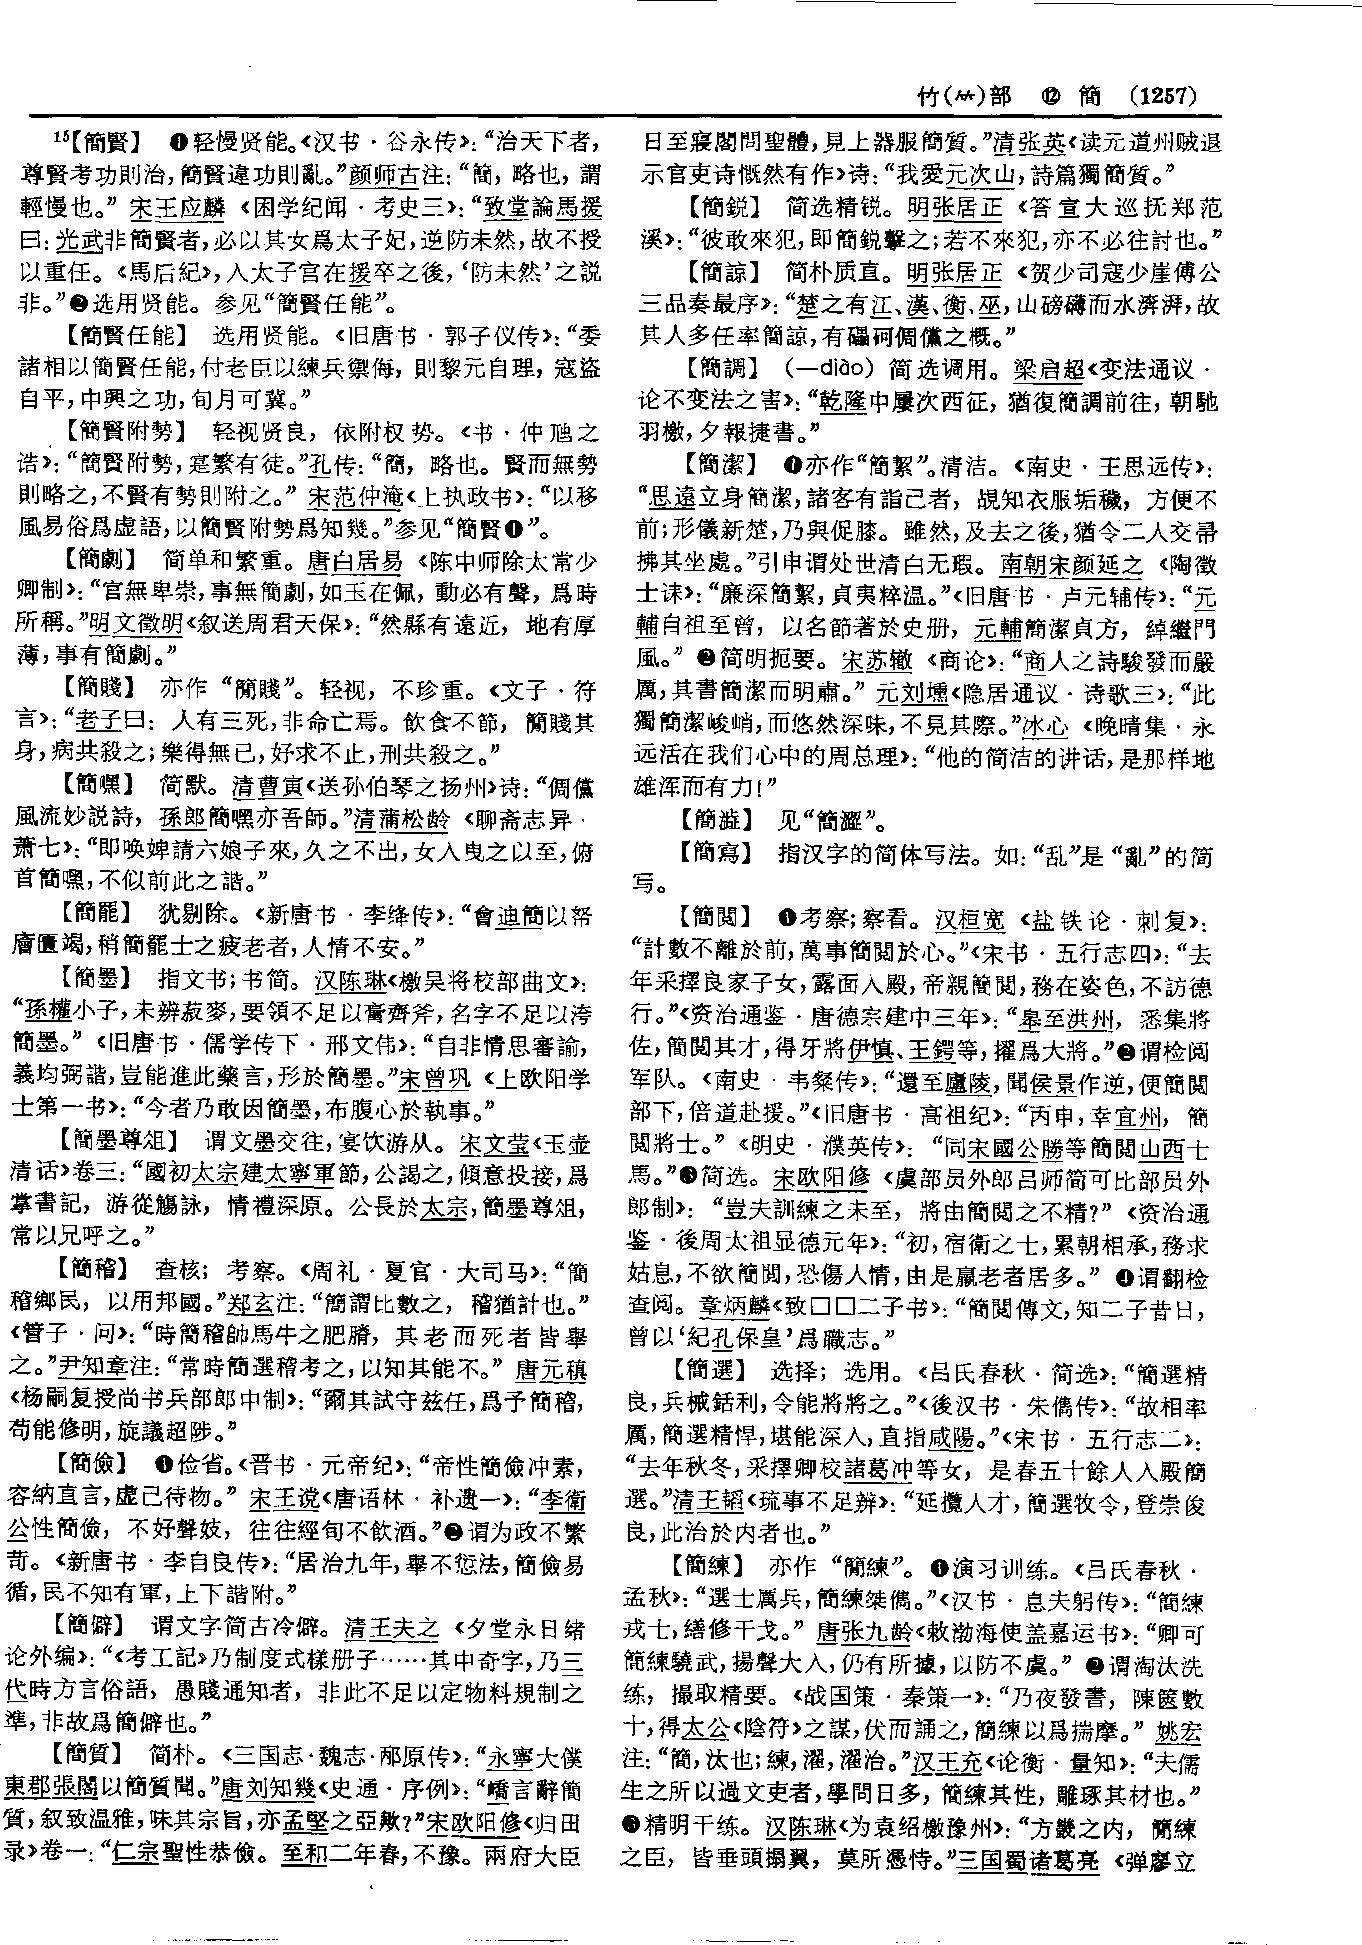 竹(⺮)部 ⑫ 簡 (1257)
¹⁵【簡賢】 ❶轻慢贤能。《汉书·谷永传》：“治天下者，
尊賢考功則治，簡賢違功則亂。”颜师古注：“簡，略也，謂
輕慢也。” 宋王应麟《困学纪闻·考史三》：“致堂論馬援
曰：光武非簡賢者，必以其女爲太子妃，逆防未然，故不授
以重任。《馬后紀》，入太子宫在援卒之後，‘防未然’之説
非。”❷选用贤能。参见“簡賢任能”。
【簡賢任能】 选用贤能。《旧唐书·郭子仪传》：“委
諸相以簡賢任能，付老臣以練兵禦侮，則黎元自理，寇盜
自平，中興之功，旬月可冀。”
【簡賢附勢】 轻视贤良，依附权势。《书·仲虺之
诰》：“簡賢附勢，寔繁有徒。”孔传：“簡，略也。賢而無勢
則略之，不賢有勢則附之。” 宋范仲淹《上执政书》：“以移
風易俗爲虚語，以簡賢附勢爲知幾。”参见“簡賢❶”。
【簡劇】 简单和繁重。唐白居易《陈中师除太常少
卿制》：“官無卑崇，事無簡劇，如玉在佩，動必有聲，爲時
所稱。”明文徵明《叙送周君天保》：“然縣有遠近，地有厚
薄，事有簡劇。”
【簡賤】 亦作“簡賤”。轻视，不珍重。《文子·符
言》：“老子曰：人有三死，非命亡焉。飲食不節，簡賤其
身，病共殺之；樂得無已，好求不止，刑共殺之。”
【簡嘿】 简默。清曹寅《送孙伯琴之扬州》诗：“倜儻
風流妙説詩，孫郎簡嘿亦吾師。”清蒲松龄《聊斋志异·
萧七》：“即唤婢請六娘子來，久之不出，女入曳之以至，俯
首簡嘿，不似前此之諧。”
【簡罷】 犹剔除。《新唐书·李绛传》：“會迪簡以帑
廥匱竭，稍簡罷士之疲老者，人情不安。”
【簡墨】 指文书；书简。汉陈琳《檄吴将校部曲文》：
“孫權小子，未辨菽麥，要領不足以膏齊斧，名字不足以洿
簡墨。”《旧唐书·儒学传下·邢文伟》：“自非情思審諭，
義均弼諧，豈能進此藥言，形於簡墨。”宋曾巩《上欧阳学
士第一书》：“今者乃敢因簡墨，布腹心於執事。”
【簡墨尊俎】 谓文墨交往，宴饮游从。宋文莹《玉壶
清话》卷三：“國初太宗建太寧軍節，公謁之，傾意投接，爲
掌書記，游從觴詠，情禮深原。公長於太宗，簡墨尊俎，
常以兄呼之。”
【簡稽】 查核；考察。《周礼·夏官·大司马》：“簡
稽鄉民，以用邦國。”郑玄注：“簡謂比數之，稽猶計也。”
《管子·问》：“時簡稽帥馬牛之肥膌，其老而死者皆舉
之。”尹知章注：“常時簡選稽考之，以知其能不。” 唐元稹
《杨嗣复授尚书兵部郎中制》：“爾其試守兹任，爲予簡稽，
苟能修明，旋議超陟。”
【簡儉】 ❶俭省。《晋书·元帝纪》：“帝性簡儉冲素，
容納直言，虚己待物。” 宋王谠《唐语林·补遗一》：“李衛
公性簡儉，不好聲妓，往往經旬不飲酒。”❷谓为政不繁
苛。《新唐书·李自良传》：“居治九年，舉不愆法，簡儉易
循，民不知有軍，上下諧附。”
【簡僻】 谓文字简古冷僻。清王夫之《夕堂永日绪
论外编》：“《考工記》乃制度式樣册子……其中奇字，乃三
代時方言俗語，愚賤通知者，非此不足以定物料規制之
準，非故爲簡僻也。”
【簡質】 简朴。《三国志·魏志·邴原传》：“永寧大僕
東郡張閣以簡質聞。”唐刘知幾《史通·序例》：“嶠言辭簡
質，叙致温雅，味其宗旨，亦孟堅之亞歟？”宋欧阳修《归田
录》卷一：“仁宗聖性恭儉。至和二年春，不豫。兩府大臣
日至寢閣問聖體，見上器服簡質。”清张英《读元道州贼退
示官吏诗慨然有作》诗：“我愛元次山，詩篇獨簡質。”
【簡鋭】 简选精锐。明张居正《答宣大巡抚郑范
溪》：“彼敢來犯，即簡鋭擊之；若不來犯，亦不必往討也。”
【簡諒】 简朴质直。明张居正《贺少司寇少崖傅公
三品奏最序》：“楚之有江、漢、衡、巫，山磅礴而水漭湃，故
其人多任率簡諒，有礧砢倜儻之概。”
【簡調】 (—diào) 简选调用。梁启超《变法通议·
论不变法之害》：“乾隆中屢次西征，猶復簡調前往，朝馳
羽檄，夕報捷書。”
【簡潔】 ❶亦作“簡絜”。清洁。《南史·王思远传》：
“思遠立身簡潔，諸客有詣己者，覘知衣服垢穢，方便不
前；形儀新楚，乃與促膝。雖然，及去之後，猶令二人交帚
拂其坐處。”引申谓处世清白无瑕。南朝宋颜延之《陶徵
士诔》：“廉深簡絜，貞夷粹温。”《旧唐书·卢元辅传》：“元
輔自祖至曾，以名節著於史册，元輔簡潔貞方，綽繼門
風。”❷简明扼要。宋苏辙《商论》：“商人之詩駿發而嚴
厲，其書簡潔而明肅。” 元刘壎《隐居通议·诗歌三》：“此
獨簡潔峻峭，而悠然深味，不見其際。”冰心《晚晴集·永
远活在我们心中的周总理》：“他的简洁的讲话，是那样地
雄浑而有力！”
【簡澁】 见“簡澀”。
【簡寫】 指汉字的简体写法。如：“乱”是“亂”的简
写。
【簡閲】 ❶考察；察看。汉桓宽《盐铁论·刺复》：
“計數不離於前，萬事簡閲於心。”《宋书·五行志四》：“去
年采擇良家子女，露面入殿，帝親簡閲，務在姿色，不訪德
行。”《资治通鉴·唐德宗建中三年》：“皋至洪州，悉集將
佐，簡閲其才，得牙將伊慎、王鍔等，擢爲大將。”❷谓检阅
军队。《南史·韦粲传》：“還至廬陵，聞侯景作逆，便簡閲
部下，倍道赴援。”《旧唐书·高祖纪》：“丙申，幸宜州，簡
閲將士。”《明史·濮英传》：“同宋國公勝等簡閲山西士
馬。”❸简选。宋欧阳修《虞部员外郎吕师简可比部员外
郎制》：“豈夫訓練之未至，將由簡閲之不精？”《资治通
鉴·後周太祖显德元年》：“初，宿衛之士，累朝相承，務求
姑息，不欲簡閲，恐傷人情，由是羸老者居多。” ❹谓翻检
查阅。章炳麟《致□□二子书》：“簡閲傳文，知二子昔日，
曾以‘紀孔保皇’爲職志。”
【簡選】 选择；选用。《吕氏春秋·简选》：“簡選精
良，兵械銛利，令能將將之。”《後汉书·朱儁传》：“故相率
厲，簡選精悍，堪能深入，直指咸陽。”《宋书·五行志二》：
“去年秋冬，采擇卿校諸葛冲等女，是春五十餘人入殿簡
選。”清王韬《琉事不足辨》：“延攬人才，簡選牧令，登崇俊
良，此治於内者也。”
【簡練】 亦作“簡練”。❶演习训练。《吕氏春秋·
孟秋》：“選士厲兵，簡練桀儁。”《汉书·息夫躬传》：“簡練
戎士，缮修干戈。” 唐张九龄《敕渤海使盖嘉运书》：“卿可
簡練驍武，揚聲大入，仍有所據，以防不虞。” ❷谓淘汰洗
练，撮取精要。《战国策·秦策一》：“乃夜發書，陳篋數
十，得太公《陰符》之謀，伏而誦之，簡練以爲揣摩。” 姚宏
注：“簡，汰也；練，濯，濯治。”汉王充《论衡·量知》：“夫儒
生之所以過文吏者，學問日多，簡練其性，雕琢其材也。”
❸精明干练。汉陈琳《为袁绍檄豫州》：“方畿之内，簡練
之臣，皆垂頭搨翼，莫所憑恃。”三国蜀诸葛亮《弹廖立